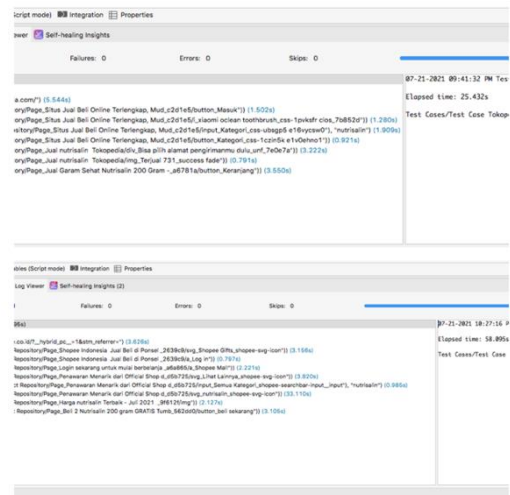 (Script mode) Integration Properties
ewer Self-healing Insights
Failures: 0 Errors: 0 Skips: 0
07-21-2021 09:41:32 PM Tes
Elapsed time: 25.432s
Test Cases/Test Case Tokop
a.com/") (5.544s)
ory/Page_Situs Jual Beli Online Terlengkap, Mud_c2d1e5/button_Masuk")) (1.502s)
ory/Page_Situs Jual Beli Online Terlengkap, Mud_c2d1e5/i_xiaomi oclean toothbrush_css-1pvksfr cios_7b852d")) (1.280s)
ository/Page_Situs Jual Beli Online Terlengkap, Mud_c2d1e5/input_Kategori_css-ubsgp5 e16vycsw0"), "nutrisalin") (1.909s)
ory/Page_Situs Jual Beli Online Terlengkap, Mud_c2d1e5/button_Kategori_css-1czin5k e1v0ehno1")) (0.921s)
ory/Page_Jual nutrisalin Tokopedia/div_Bisa pilih alamat pengirimanmu dulu_unf_7e0e7a")) (3.222s)
ory/Page_Jual nutrisalin Tokopedia/img_Terjual 731_success fade")) (0.791s)
ory/Page_Jual Garam Sehat Nutrisalin 200 Gram -_a6781a/button_Keranjang")) (3.550s)
ables (Script mode) Integration Properties
Log Viewer Self-healing Insights (2)
Failures: 0 Errors: 0 Skips: 0
07-21-2021 10:27:16 P
Elapsed time: 58.095s
Test Cases/Test Case
Repository/Page_Shopee Indonesia Jual Beli di Ponsel _2639c9/svg_Shopee Gifts_shopee-svg-icon")) (3.156s)
Repository/Page_Shopee Indonesia Jual Beli di Ponsel _2639c9/a_Log In")) (0.797s)
Repository/Page_Login sekarang untuk mulai berbelanja _a6a865/a_Shopee Mall")) (2.221s)
Repository/Page_Penawaran Menarik dari Official Shop d_d5b725/svg_Lihat Lainnya_shopee-svg-icon")) (3.920s)
t Repository/Page_Penawaran Menarik dari Official Shop d_d5b725/input_Semua Kategori_shopee-searchbar-input__input"), "nutrisalin") (0.985s)
Repository/Page_Penawaran Menarik dari Official Shop d_d5b725/svg_nutrisalin_shopee-svg-icon")) (33.110s)
Repository/Page_Harga nutrisalin Terbaik - Juli 2021 _9f612f/img")) (2.127s)
Repository/Page_Beli 2 Nutrisalin 200 gram GRATIS Tumb_562dd0/button_beli sekarang")) (3.105s)